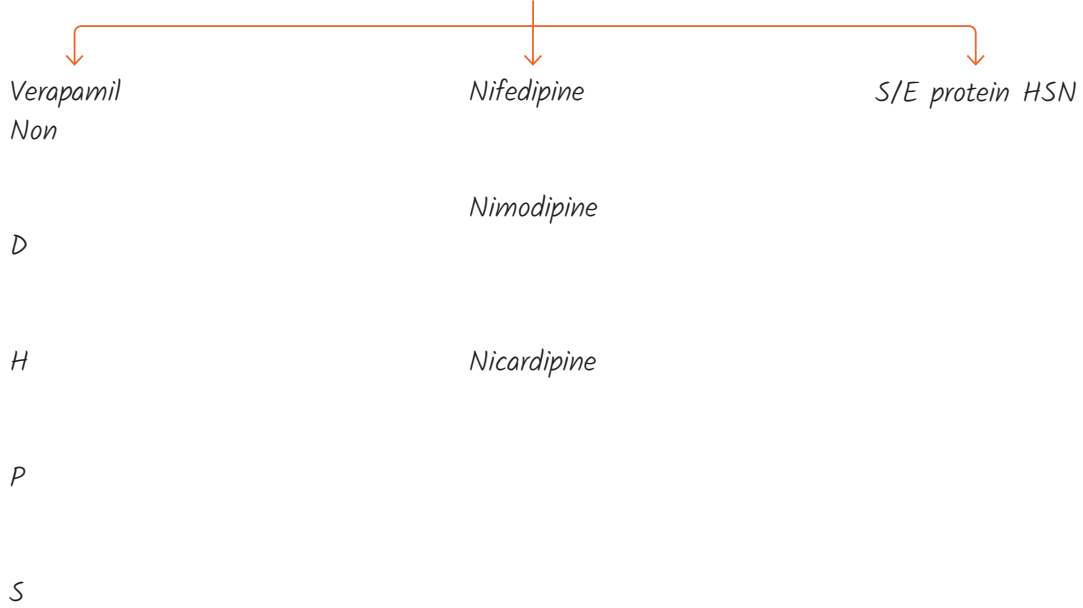 Verapamil
Non
D
H
P
S
Nifedipine
Nimodipine
Nicardipine
S/E protein HSN